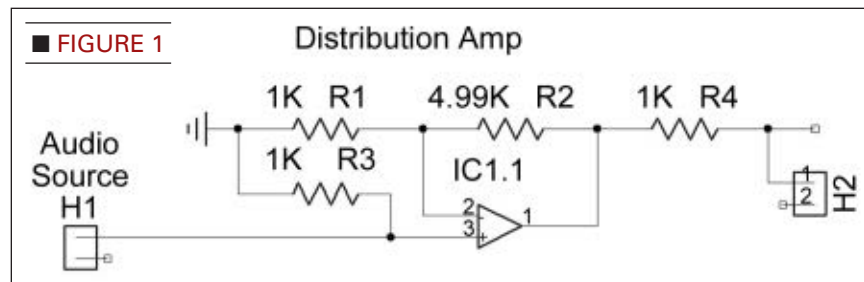 ■ FIGURE 1
Distribution Amp
1K R1
4.99K R2
1K R4
1K R3
IC1.1
Audio
Source
H1
2
3
-
+
1
1
2
H2